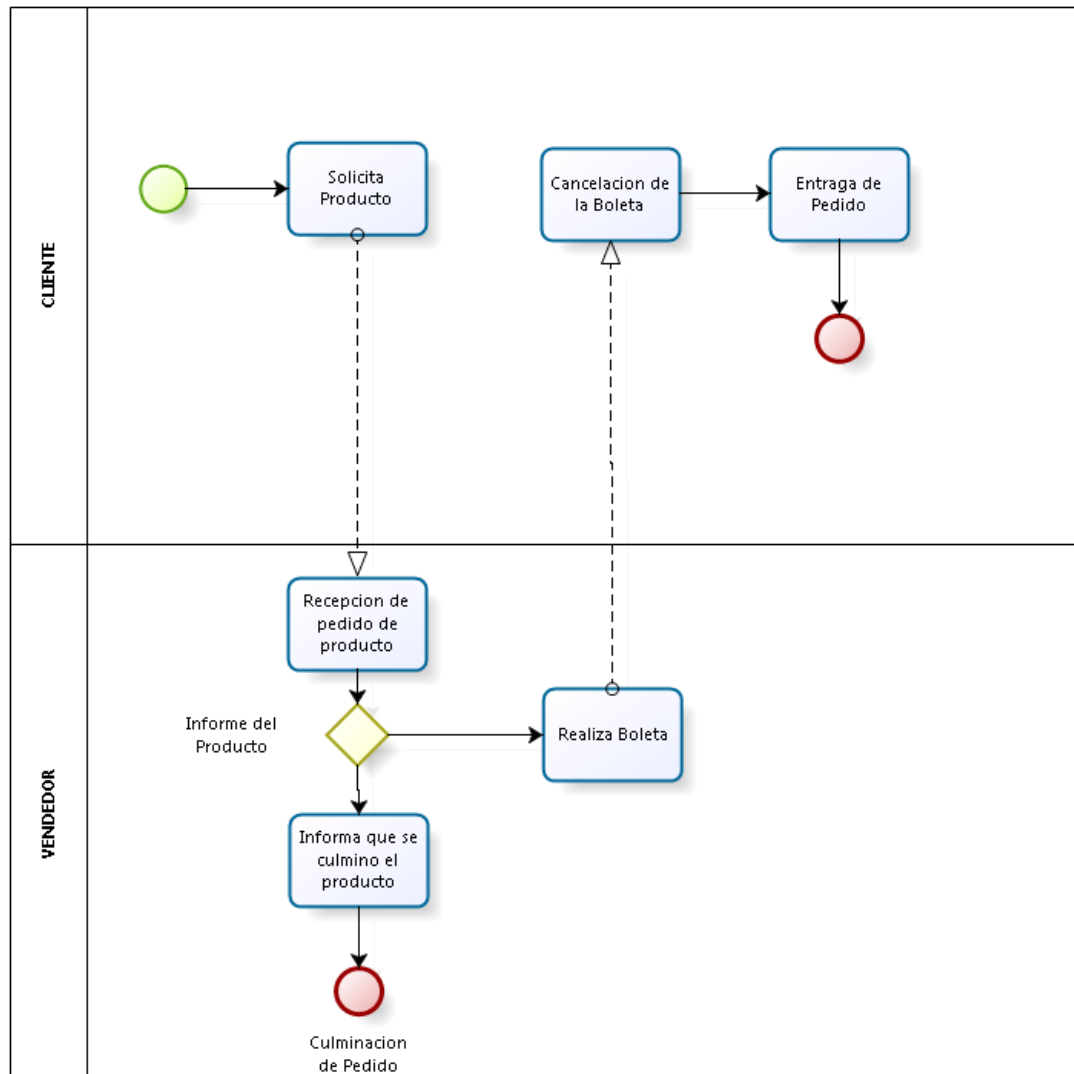 CLIENTE
Solicita
Producto
Cancelacion de
la Boleta
Entraga de
Pedido
VENDEDOR
Recepcion de
pedido de
producto
Informe del
Producto
Realiza Boleta
Informa que se
culmino el
producto
Culminacion
de Pedido